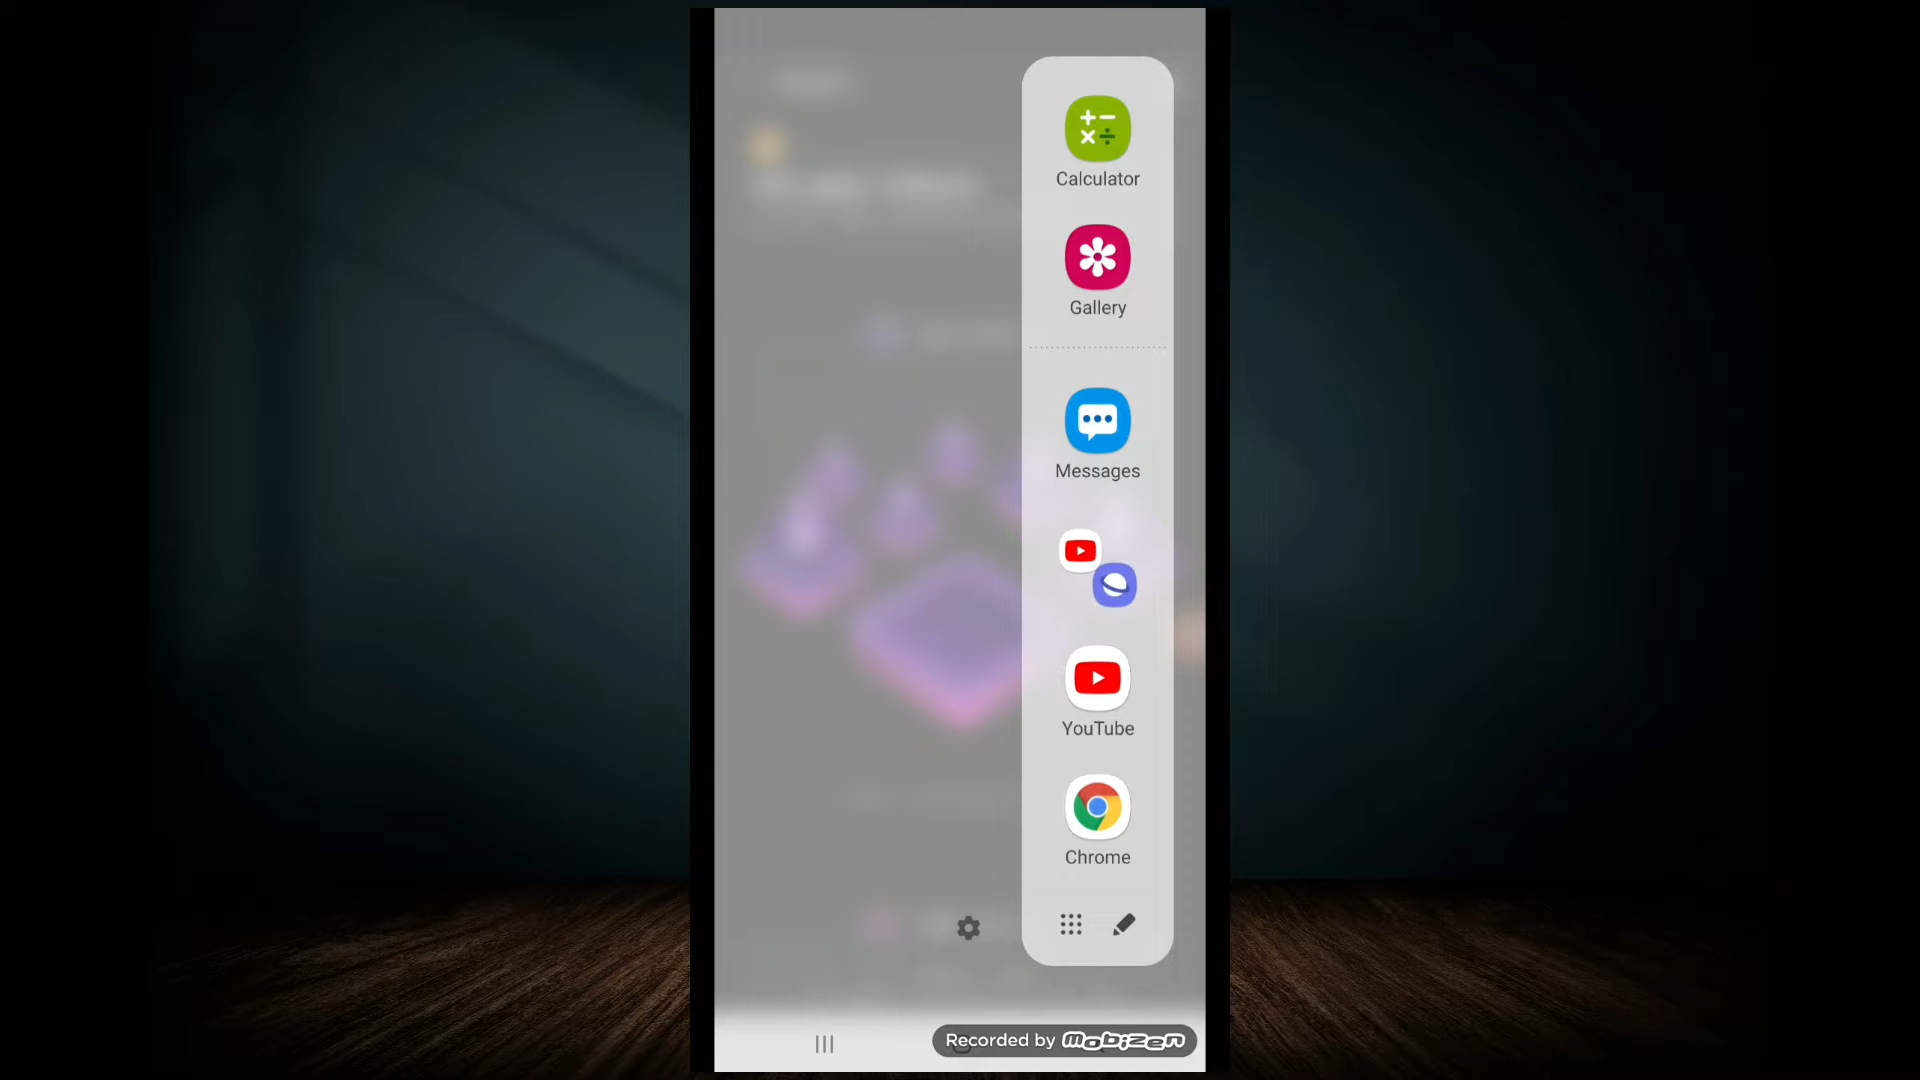 Calculator
Gallery
Messages
YouTube
Chrome
Recorded by Mobizen